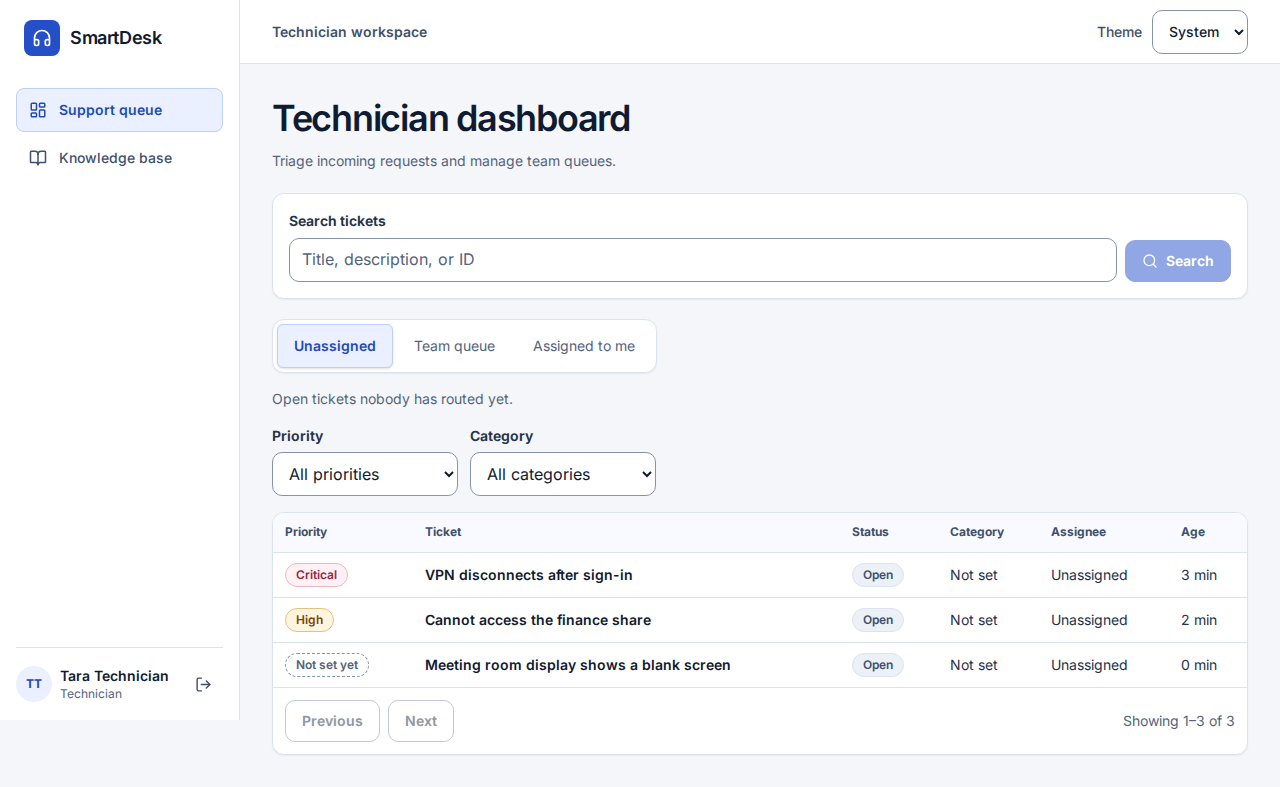 SmartDesk
Support queue
Knowledge base
TT
Tara Technician
Technician
Technician workspace
Theme
System
Technician dashboard
Triage incoming requests and manage team queues.
Search tickets
Title, description, or ID
Search
Unassigned Team queue Assigned to me
Open tickets nobody has routed yet.
Priority Category
All priorities All categories
Priority Ticket Status Category Assignee Age
Critical VPN disconnects after sign-in Open Not set Unassigned 3 min
High Cannot access the finance share Open Not set Unassigned 2 min
Not set yet Meeting room display shows a blank screen Open Not set Unassigned 0 min
Previous Next Showing 1–3 of 3